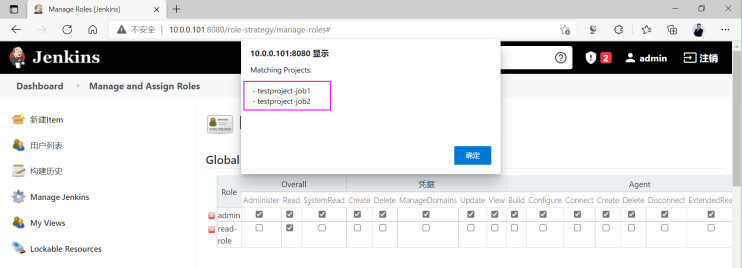 Manage Roles [Jenkins]
不安全 | 10.0.0.101:8080/role-strategy/manage-roles#
Jenkins
2
admin
注销
10.0.0.101:8080 显示
Matching Projects:
- testproject-job1
- testproject-job2
确定
Dashboard
Manage and Assign Roles
新建Item
用户列表
构建历史
Manage Jenkins
My Views
Lockable Resources
Global
Role Overall 凭据 Agent
Administer Read SystemRead Create Delete ManageDomains Update View Build Configure Connect Create Delete Disconnect ExtendedRea
admin
read-
role